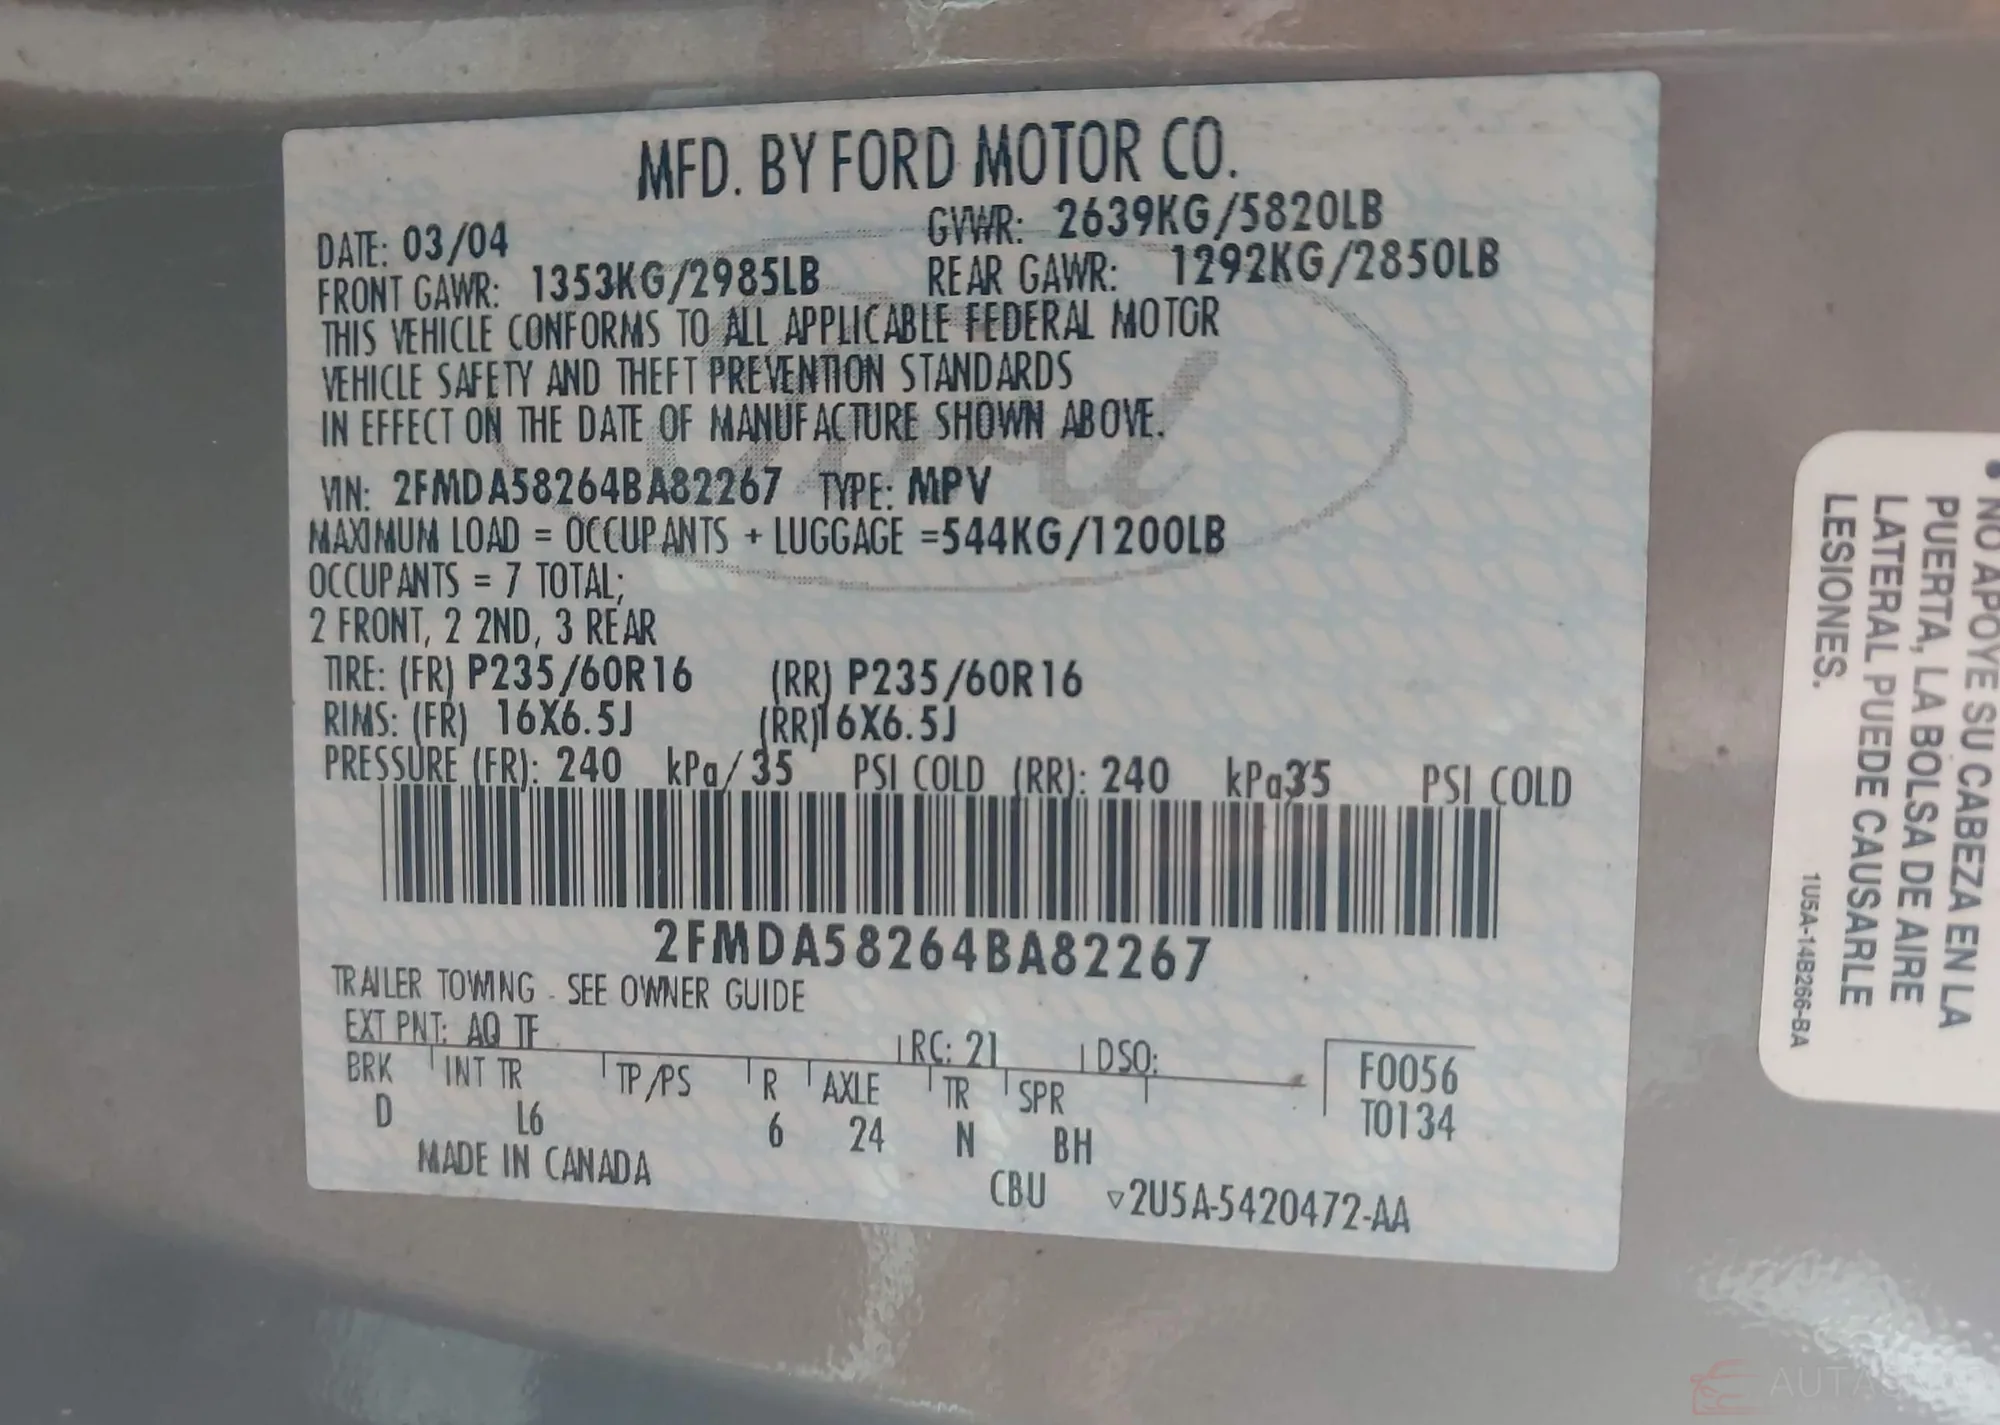 MFD. BY FORD MOTOR CO.
DATE: 03/04
GVWR: 2639KG/5820LB
FRONT GAWR: 1353KG/2985LB
REAR GAWR: 1292KG/2850LB
THIS VEHICLE CONFORMS TO ALL APPLICABLE FEDERAL MOTOR
VEHICLE SAFETY AND THEFT PREVENTION STANDARDS
IN EFFECT ON THE DATE OF MANUFACTURE SHOWN ABOVE.
VIN: 2FMDA58264BA82267 TYPE: MPV
MAXIMUM LOAD = OCCUPANTS + LUGGAGE =544KG/1200LB
OCCUPANTS = 7 TOTAL;
2 FRONT, 2 2ND, 3 REAR
TIRE: (FR) P235/60R16 (RR) P235/60R16
RIMS: (FR) 16X6.5J (RR)16X6.5J
PRESSURE (FR): 240 kPa/35 PSI COLD (RR): 240 kPa35 PSI COLD
2FMDA58264BA82267
TRAILER TOWING - SEE OWNER GUIDE
EXT PNT: AQ TF RC: 21 DSO:
BRK INT TR TP/PS R AXLE TR SPR
D L6 6 24 N BH
F0056
T0134
MADE IN CANADA
CBU ▽2U5A-5420472-AA
Ford
• NO APOYE SU CABEZA EN LA
PUERTA, LA BOLSA DE AIRE
LATERAL PUEDE CAUSARLE
LESIONES.
1U5A-14B266-BA